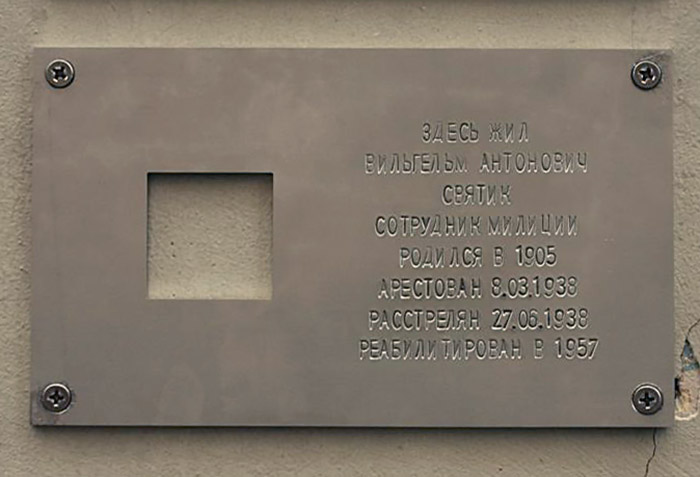 ЗДЕСЬ ЖИЛ
ВИЛЬГЕЛЬМ АНТОНОВИЧ
СВЯТИК
СОТРУДНИК МИЛИЦИИ
РОДИЛСЯ В 1905
АРЕСТОВАН 8.03.1938
РАССТРЕЛЯН 27.06.1938
РЕАБИЛИТИРОВАН В 1957